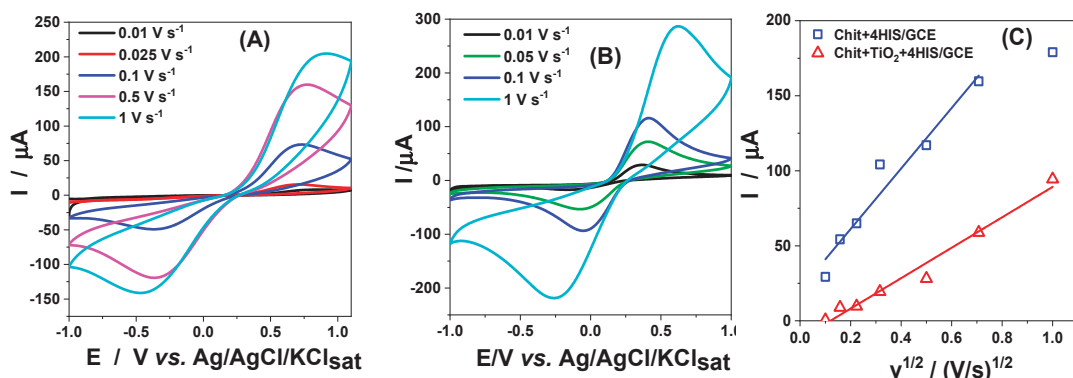 (A)
0.01 V s⁻¹
0.025 V s⁻¹
0.1 V s⁻¹
0.5 V s⁻¹
1 V s⁻¹
250
200
150
100
50
0
-50
-100
-150
I / µA
-1.0 -0.5 0.0 0.5 1.0
E / V vs. Ag/AgCl/KCl_sat
(B)
0.01 V s⁻¹
0.05 V s⁻¹
0.1 V s⁻¹
1 V s⁻¹
300
200
100
0
-100
-200
I /µA
-1.0 -0.5 0.0 0.5 1.0
E/V vs. Ag/AgCl/KCl_sat
(C)
Chit+4HIS/GCE
Chit+TiO₂+4HIS/GCE
200
150
100
50
0
I / µA
0.0 0.2 0.4 0.6 0.8 1.0
v^1/2 / (V/s)^1/2